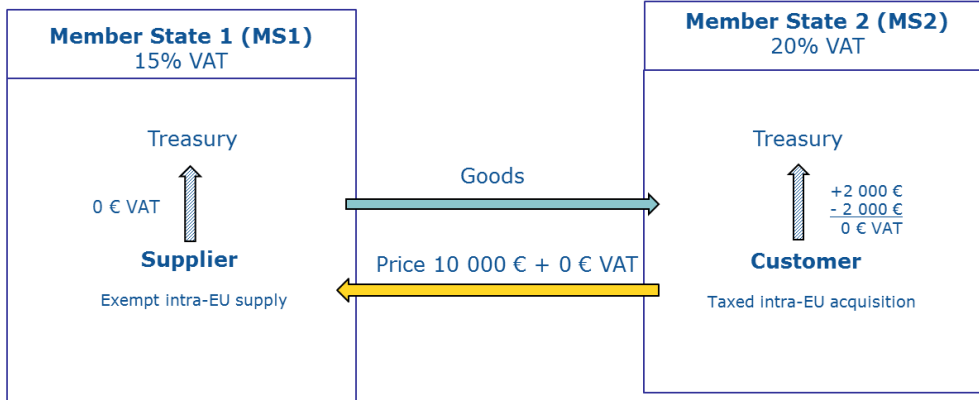 Member State 1 (MS1)
15% VAT
Member State 2 (MS2)
20% VAT
Treasury
0 € VAT
Supplier
Exempt intra-EU supply
Goods
Price 10 000 € + 0 € VAT
Treasury
+2 000 €
- 2 000 €
0 € VAT
Customer
Taxed intra-EU acquisition